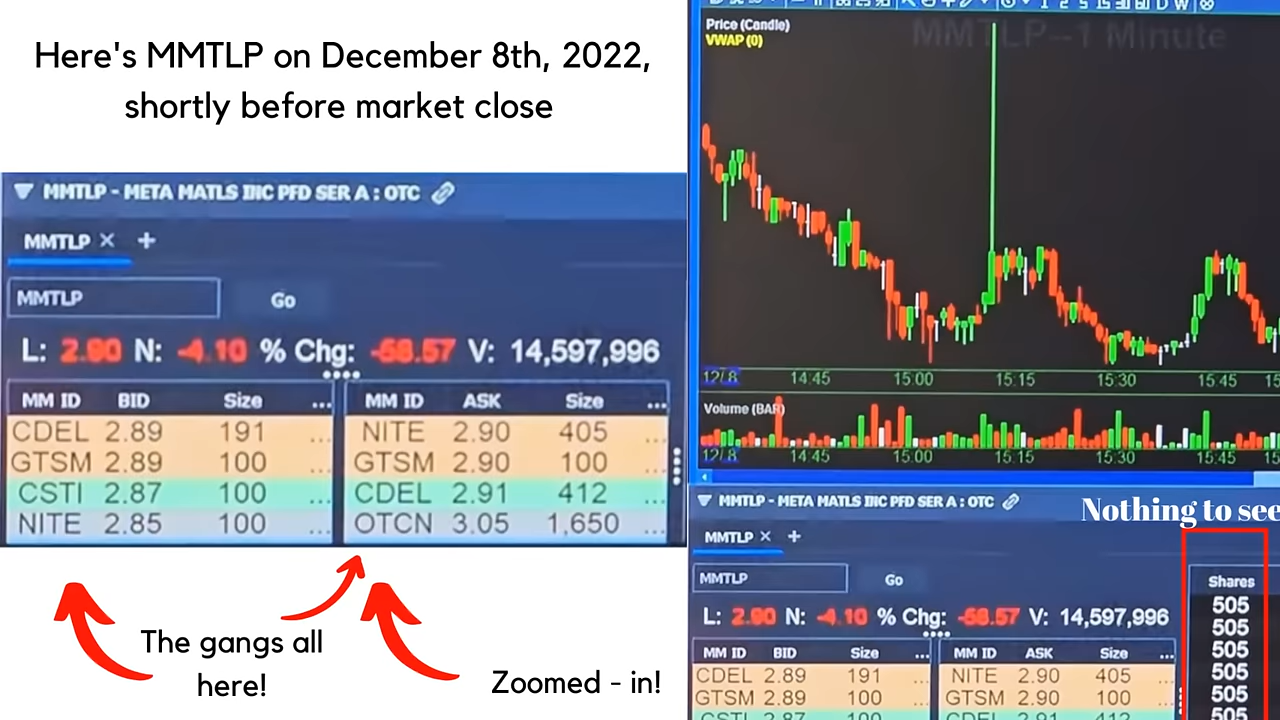 Here's MMTLP on December 8th, 2022,
shortly before market close
MMTLP - META MATLS INC PFD SER A : OTC
MMTLP × +
MMTLP Go
L: 2.90 N: -4.10 % Chg: -58.57 V: 14,597,996
MM ID BID Size ... MM ID ASK Size ...
CDEL 2.89 191 ... NITE 2.90 405 ...
GTSM 2.89 100 ... GTSM 2.90 100 ...
CSTI 2.87 100 ... CDEL 2.91 412 ...
NITE 2.85 100 ... OTCN 3.05 1,650 ...
The gangs all
here!
Zoomed - in!
Price (Candle)
VWAP (0)
MMTLP--1 Minute
12/8 14:45 15:00 15:15 15:30 15:45
Volume (BAR)
12/8 14:45 15:00 15:15 15:30 15:45
MMTLP - META MATLS INC PFD SER A : OTC
Nothing to see
MMTLP × +
MMTLP Go
L: 2.90 N: -4.10 % Chg: -58.57 V: 14,597,996
MM ID BID Size ... MM ID ASK Size ...
CDEL 2.89 191 ... NITE 2.90 405 ...
GTSM 2.89 100 ... GTSM 2.90 100 ...
CSTI 2.87 100 ... CDEL 2.91 412 ...
Shares
505
505
505
505
505
505